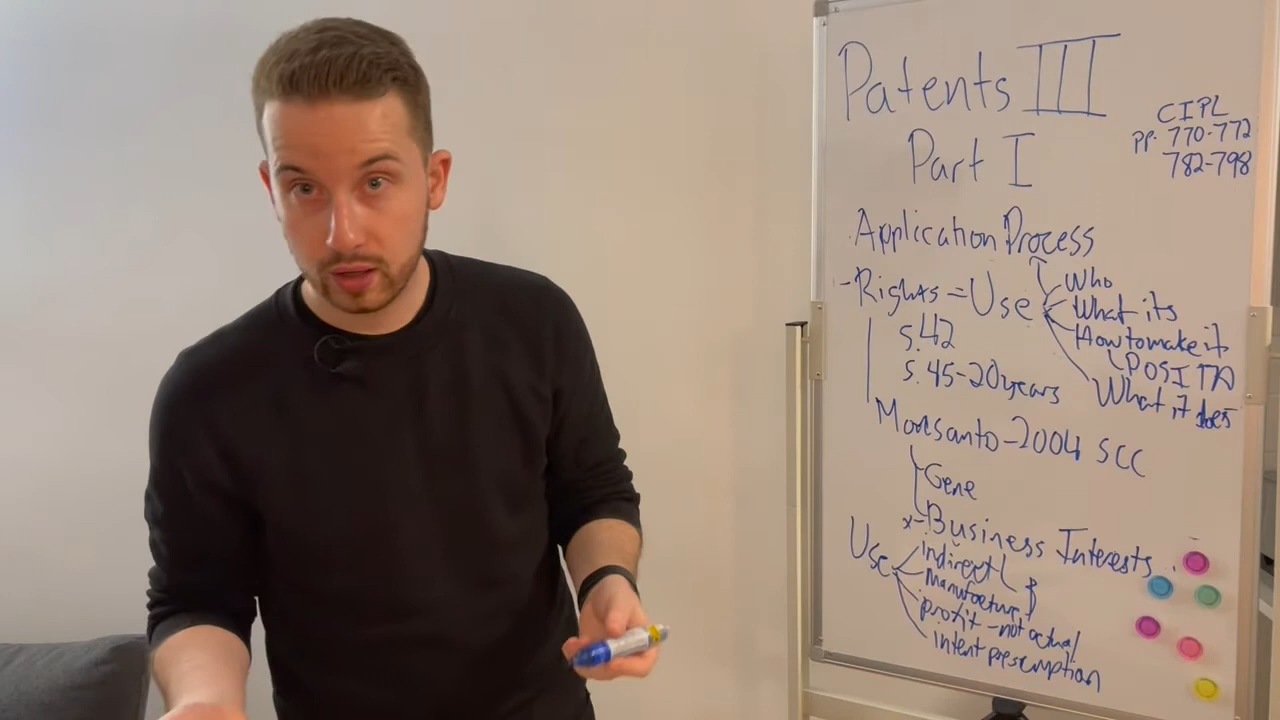 Patents III
Part I
CIPL
pp. 770-772
782-798
Application Process
- Rights = Use
Who
What its
How to make it
POSITA
What it does
s.42
s.45-20 years
Monsanto-2004 SCC
Gene
x-Business Interests
Use
indirect
$
Manufacture
profit-not actual
intent presumption